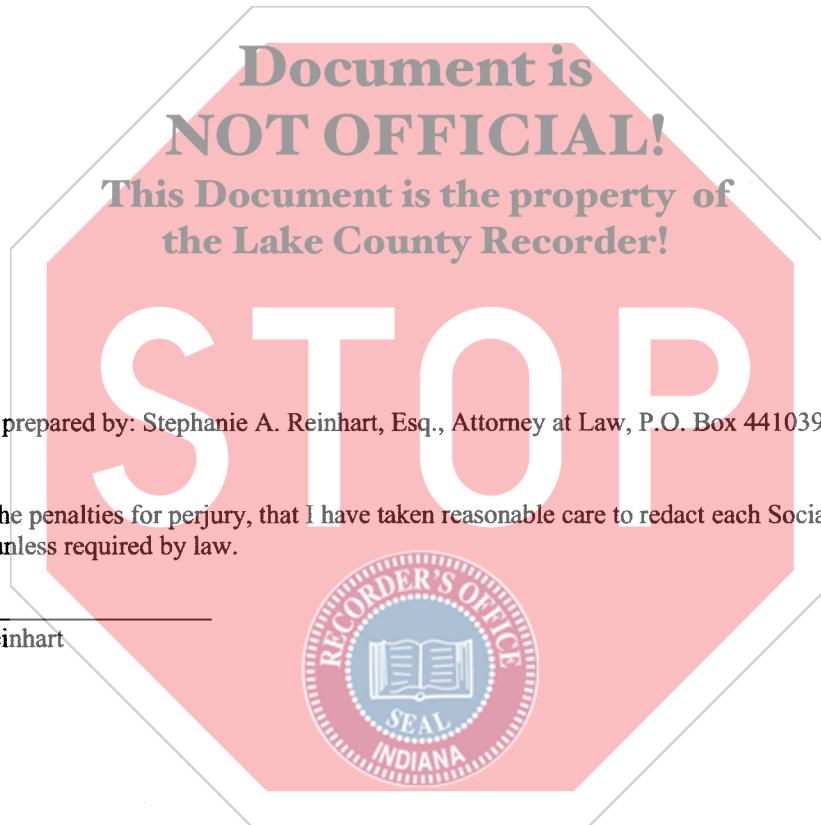 Document is
NOT OFFICIAL!
This Document is the property of
the Lake County Recorder!
STOP
prepared by: Stephanie A. Reinhart, Esq., Attorney at Law, P.O. Box 441039
he penalties for perjury, that I have taken reasonable care to redact each Socia
unless required by law.
einhart
RECORDER'S OFFICE
SEAL
INDIANA